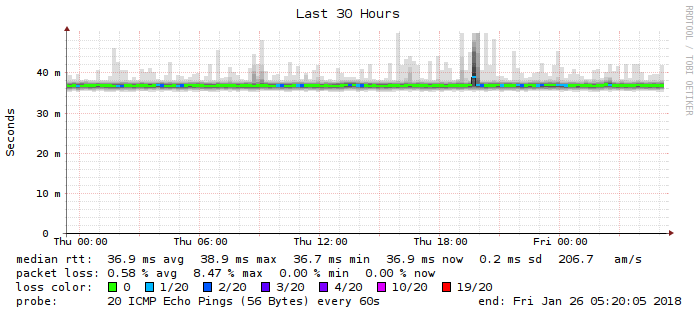 Last 30 Hours
RRDTOOL / TOBI OETIKER
Seconds
40 m
30 m
20 m
10 m
0
Thu 00:00 Thu 06:00 Thu 12:00 Thu 18:00 Fri 00:00
median rtt: 36.9 ms avg 38.9 ms max 36.7 ms min 36.9 ms now 0.2 ms sd 206.7 am/s
packet loss: 0.58 % avg 8.47 % max 0.00 % min 0.00 % now
loss color: 0 1/20 2/20 3/20 4/20 10/20 19/20
probe: 20 ICMP Echo Pings (56 Bytes) every 60s end: Fri Jan 26 05:20:05 2018